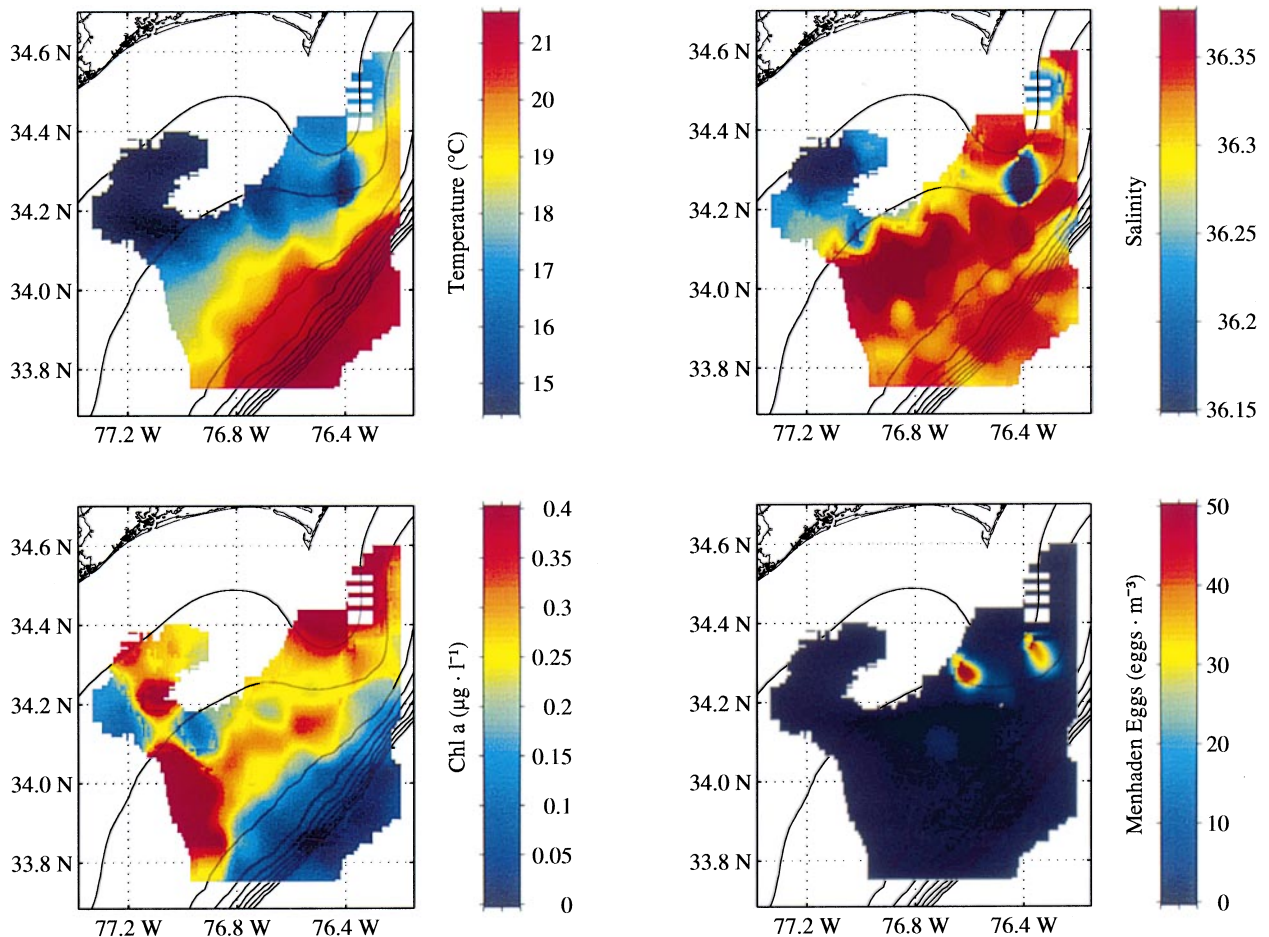 34.6 N
34.4 N
34.2 N
34.0 N
33.8 N
77.2 W 76.8 W 76.4 W
Temperature (°C)
21
20
19
18
17
16
15
34.6 N
34.4 N
34.2 N
34.0 N
33.8 N
77.2 W 76.8 W 76.4 W
Salinity
36.35
36.3
36.25
36.2
36.15
34.6 N
34.4 N
34.2 N
34.0 N
33.8 N
77.2 W 76.8 W 76.4 W
Chl a (µg · l⁻¹)
0.4
0.35
0.3
0.25
0.2
0.15
0.1
0.05
0
34.6 N
34.4 N
34.2 N
34.0 N
33.8 N
77.2 W 76.8 W 76.4 W
Menhaden Eggs (eggs · m⁻³)
50
40
30
20
10
0